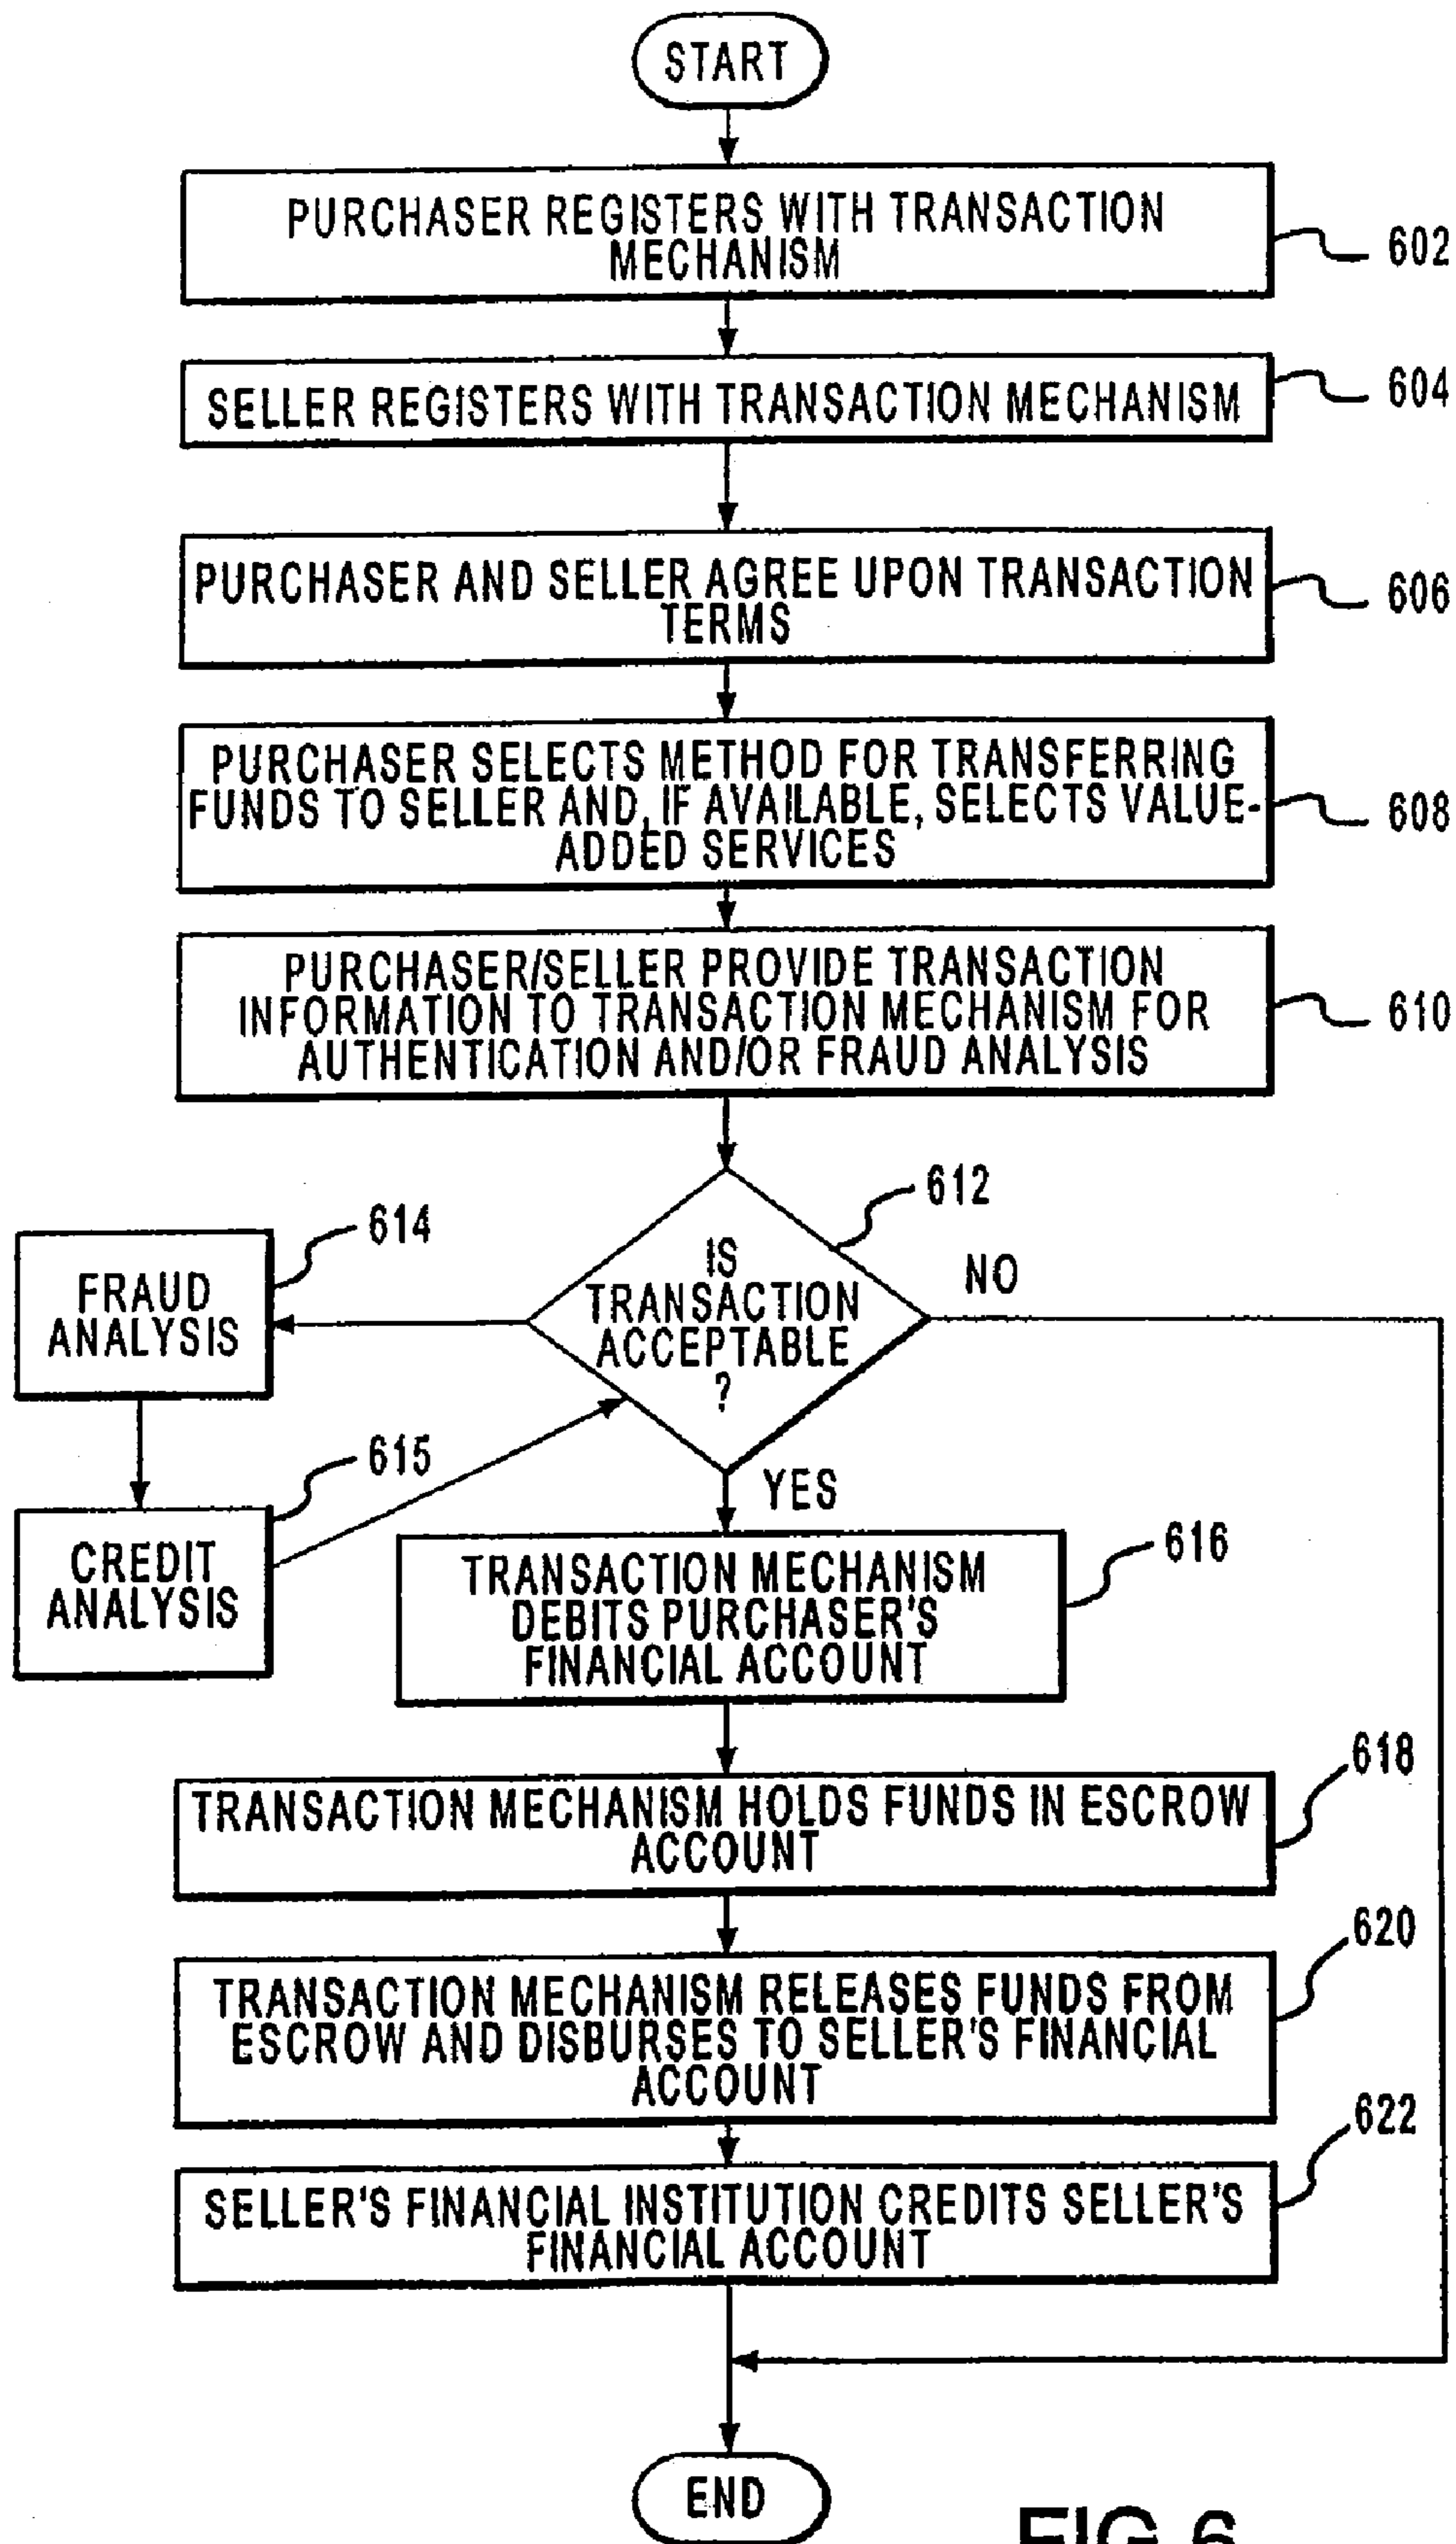 START
PURCHASER REGISTERS WITH TRANSACTION
MECHANISM
602
SELLER REGISTERS WITH TRANSACTION MECHANISM
604
PURCHASER AND SELLER AGREE UPON TRANSACTION
TERMS
606
PURCHASER SELECTS METHOD FOR TRANSFERRING
FUNDS TO SELLER AND, IF AVAILABLE, SELECTS VALUE-
ADDED SERVICES
608
PURCHASER/SELLER PROVIDE TRANSACTION
INFORMATION TO TRANSACTION MECHANISM FOR
AUTHENTICATION AND/OR FRAUD ANALYSIS
610
612
IS
TRANSACTION
ACCEPTABLE
?
NO
614
FRAUD
ANALYSIS
615
CREDIT
ANALYSIS
YES
616
TRANSACTION MECHANISM
DEBITS PURCHASER'S
FINANCIAL ACCOUNT
618
TRANSACTION MECHANISM HOLDS FUNDS IN ESCROW
ACCOUNT
620
TRANSACTION MECHANISM RELEASES FUNDS FROM
ESCROW AND DISBURSES TO SELLER'S FINANCIAL
ACCOUNT
622
SELLER'S FINANCIAL INSTITUTION CREDITS SELLER'S
FINANCIAL ACCOUNT
END
FIG 6